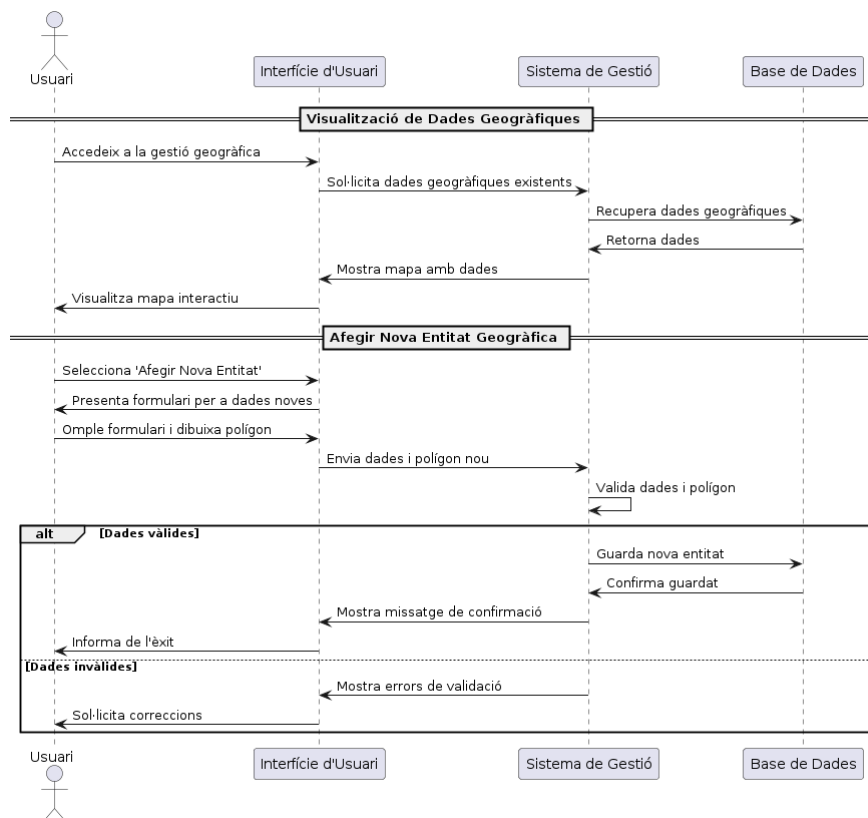 Usuari
Interfície d'Usuari
Sistema de Gestió
Base de Dades
Visualització de Dades Geogràfiques
Accedeix a la gestió geogràfica
Sol·licita dades geogràfiques existents
Recupera dades geogràfiques
Retorna dades
Mostra mapa amb dades
Visualitza mapa interactiu
Afegir Nova Entitat Geogràfica
Selecciona 'Afegir Nova Entitat'
Presenta formulari per a dades noves
Omple formulari i dibuixa polígon
Envia dades i polígon nou
Valida dades i polígon
alt [Dades vàlides]
Guarda nova entitat
Confirma guardat
Mostra missatge de confirmació
Informa de l'èxit
[Dades invàlides]
Mostra errors de validació
Sol·licita correccions
Usuari
Interfície d'Usuari
Sistema de Gestió
Base de Dades